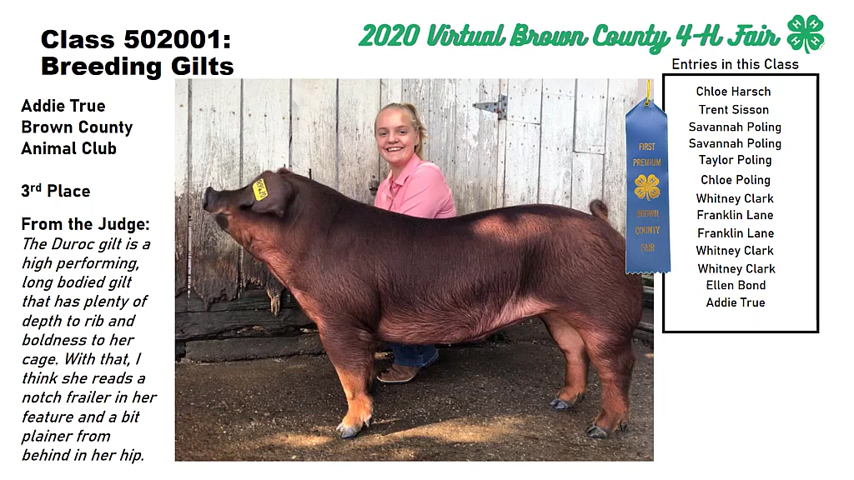 Class 502001:
Breeding Gilts
2020 Virtual Brown County 4-H Fair
H H H H
Addie True
Brown County
Animal Club
3rd Place
From the Judge:
The Duroc gilt is a
high performing,
long bodied gilt
that has plenty of
depth to rib and
boldness to her
cage. With that, I
think she reads a
notch frailer in her
feature and a bit
plainer from
behind in her hip.
FIRST
PREMIUM
BROWN
COUNTY
FAIR
Entries in this Class
Chloe Harsch
Trent Sisson
Savannah Poling
Savannah Poling
Taylor Poling
Chloe Poling
Whitney Clark
Franklin Lane
Franklin Lane
Whitney Clark
Whitney Clark
Ellen Bond
Addie True